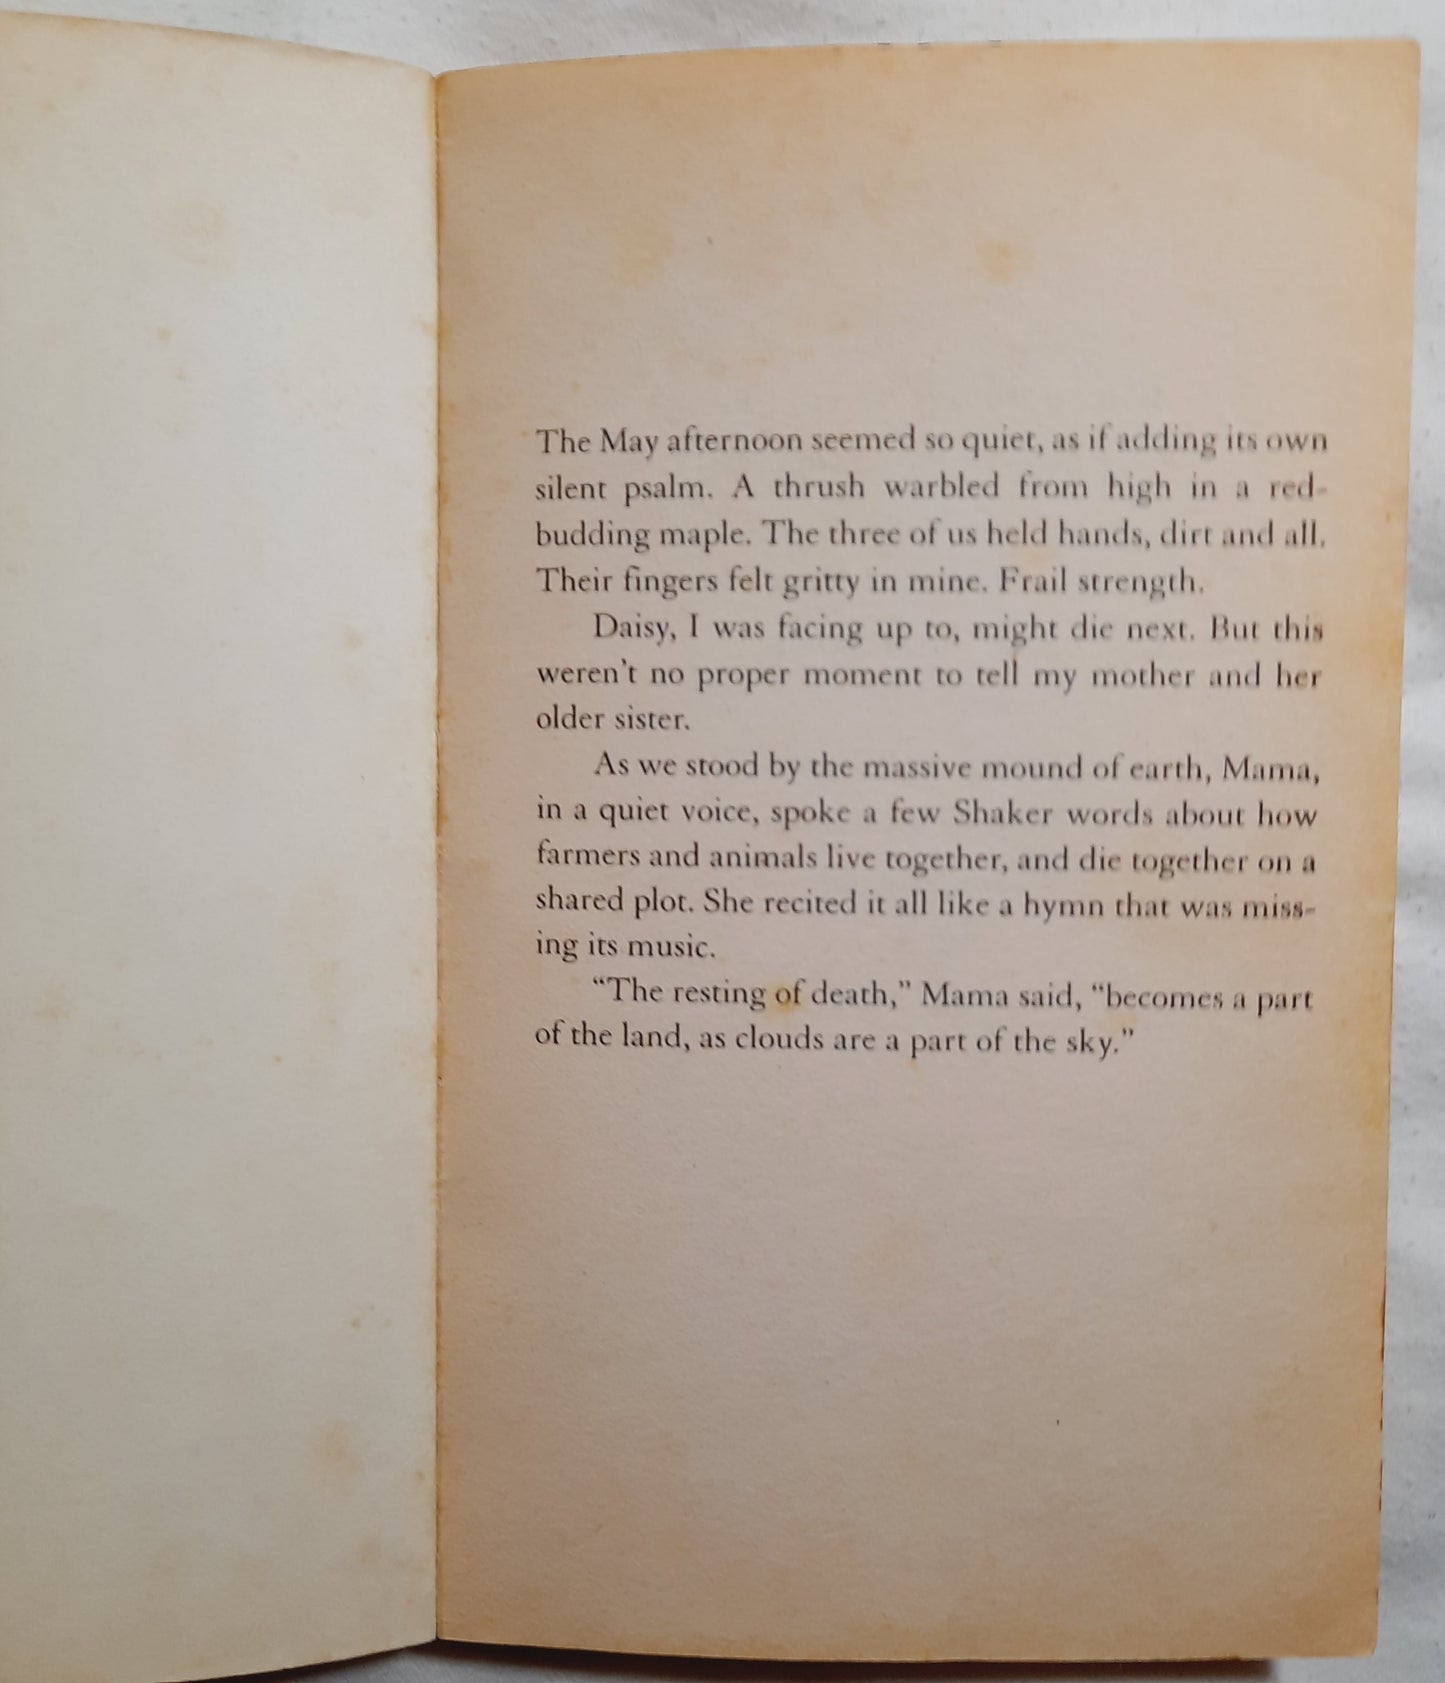 The May afternoon seemed so quiet, as if adding its own
silent psalm. A thrush warbled from high in a red-
budding maple. The three of us held hands, dirt and all.
Their fingers felt gritty in mine. Frail strength.
Daisy, I was facing up to, might die next. But this
weren't no proper moment to tell my mother and her
older sister.
As we stood by the massive mound of earth, Mama,
in a quiet voice, spoke a few Shaker words about how
farmers and animals live together, and die together on a
shared plot. She recited it all like a hymn that was miss-
ing its music.
“The resting of death,” Mama said, “becomes a part
of the land, as clouds are a part of the sky.”